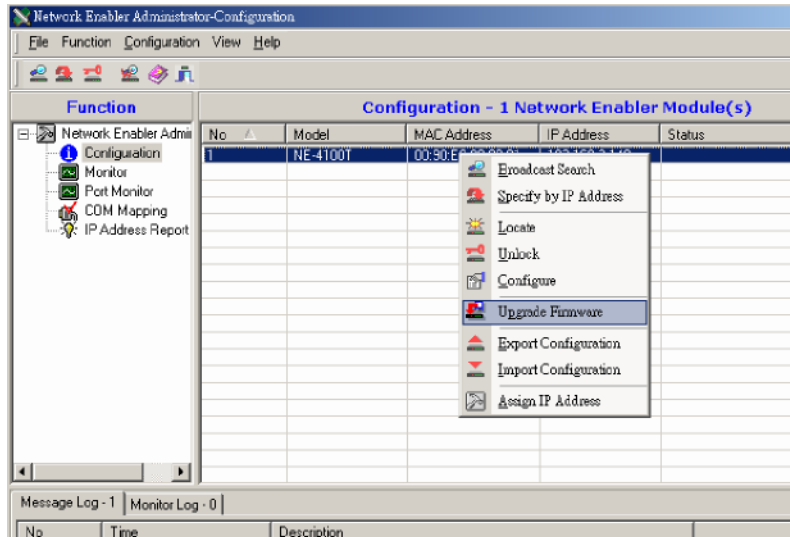 Network Enabler Administrator-Configuration
File Function Configuration View Help
Function
Configuration - 1 Network Enabler Module(s)
Network Enabler Admi
Configuration
Monitor
Port Monitor
COM Mapping
IP Address Report
No Model MAC Address IP Address Status
1 NE-4100T
Broadcast Search
Specify by IP Address
Locate
Unlock
Configure
Upgrade Firmware
Export Configuration
Import Configuration
Assign IP Address
Message Log - 1 Monitor Log - 0
No Time Description